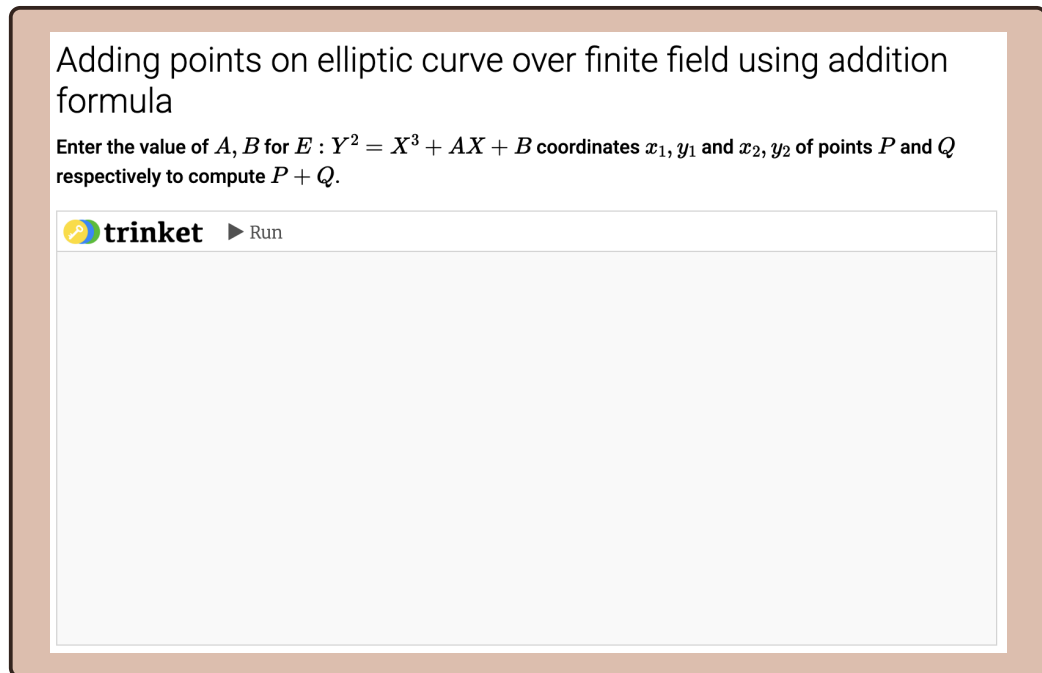 Adding points on elliptic curve over finite field using addition
formula
Enter the value of A, B for E : Y² = X³ + AX + B coordinates x₁, y₁ and x₂, y₂ of points P and Q
respectively to compute P + Q.
trinket Run